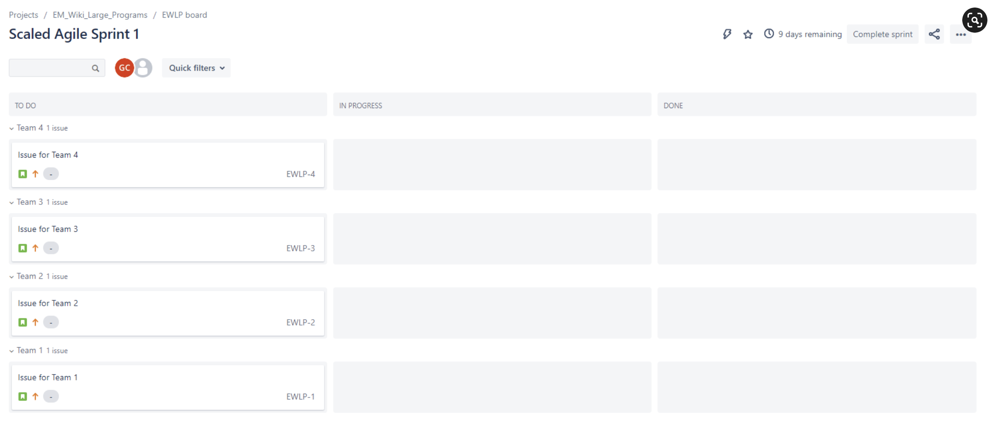 Projects / EM_Wiki_Large_Programs / EWLP board
Scaled Agile Sprint 1
9 days remaining
Complete sprint
GC
Quick filters
TO DO
IN PROGRESS
DONE
Team 4 1 issue
Issue for Team 4
-
EWLP-4
Team 3 1 issue
Issue for Team 3
-
EWLP-3
Team 2 1 issue
Issue for Team 2
-
EWLP-2
Team 1 1 issue
Issue for Team 1
-
EWLP-1